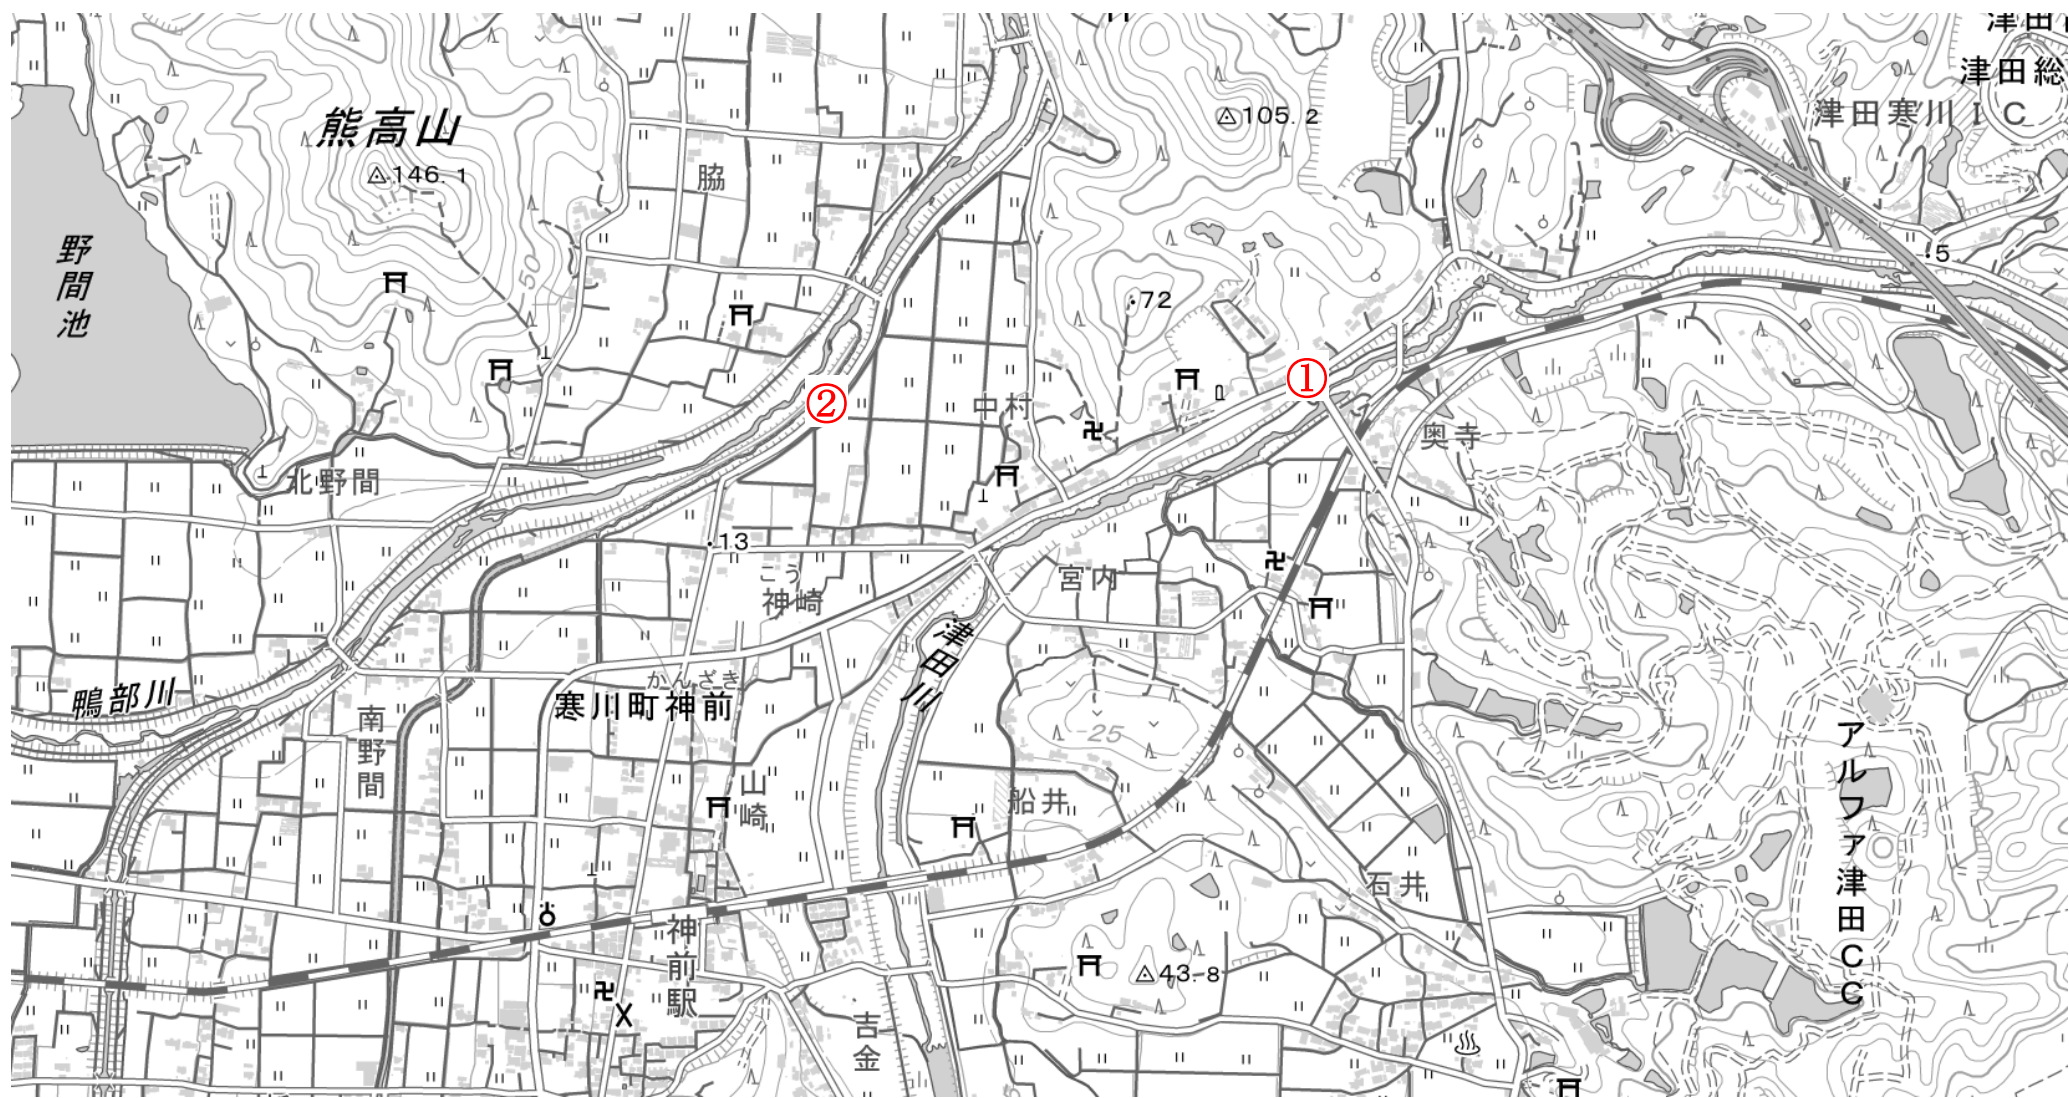 津田総
津田寒川ＩＣ
熊高山
146.1
105.2
脇
野間池
5
72
①
②
中村
奥寺
北野間
13
こう
神崎
宮内
津田川
かんざき
寒川町神前
鴨部川
南野間
50
25
山崎
船井
石井
アルファ津田ＣＣ
神前駅
43.8
吉金